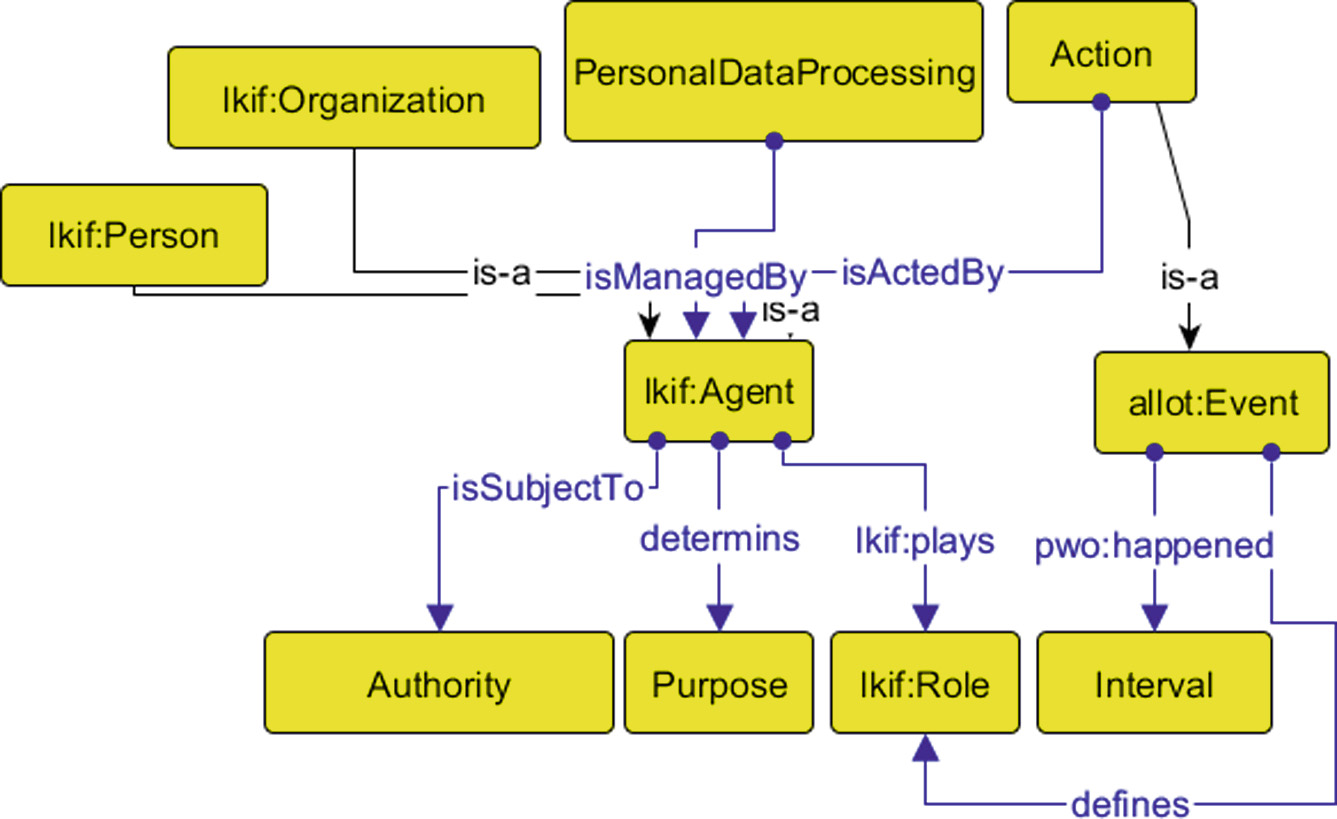 Action
PersonalDataProcessing
lkif:Organization
lkif:Person
is-a
isManagedBy
isActedBy
is-a
is-a
lkif:Agent
allot:Event
isSubjectTo
determins
lkif:plays
pwo:happened
Authority
Purpose
lkif:Role
Interval
defines